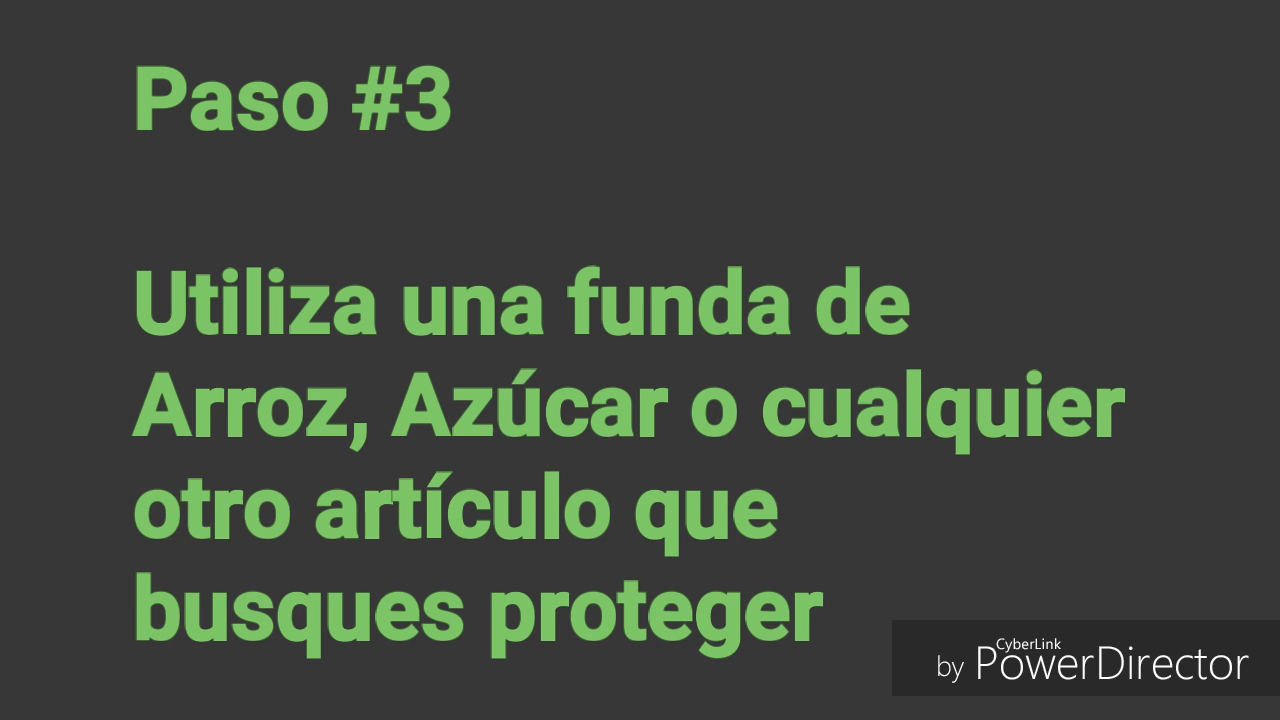 Paso #3
Utiliza una funda de
Arroz, Azúcar o cualquier
otro artículo que
busques proteger
CyberLink
by PowerDirector